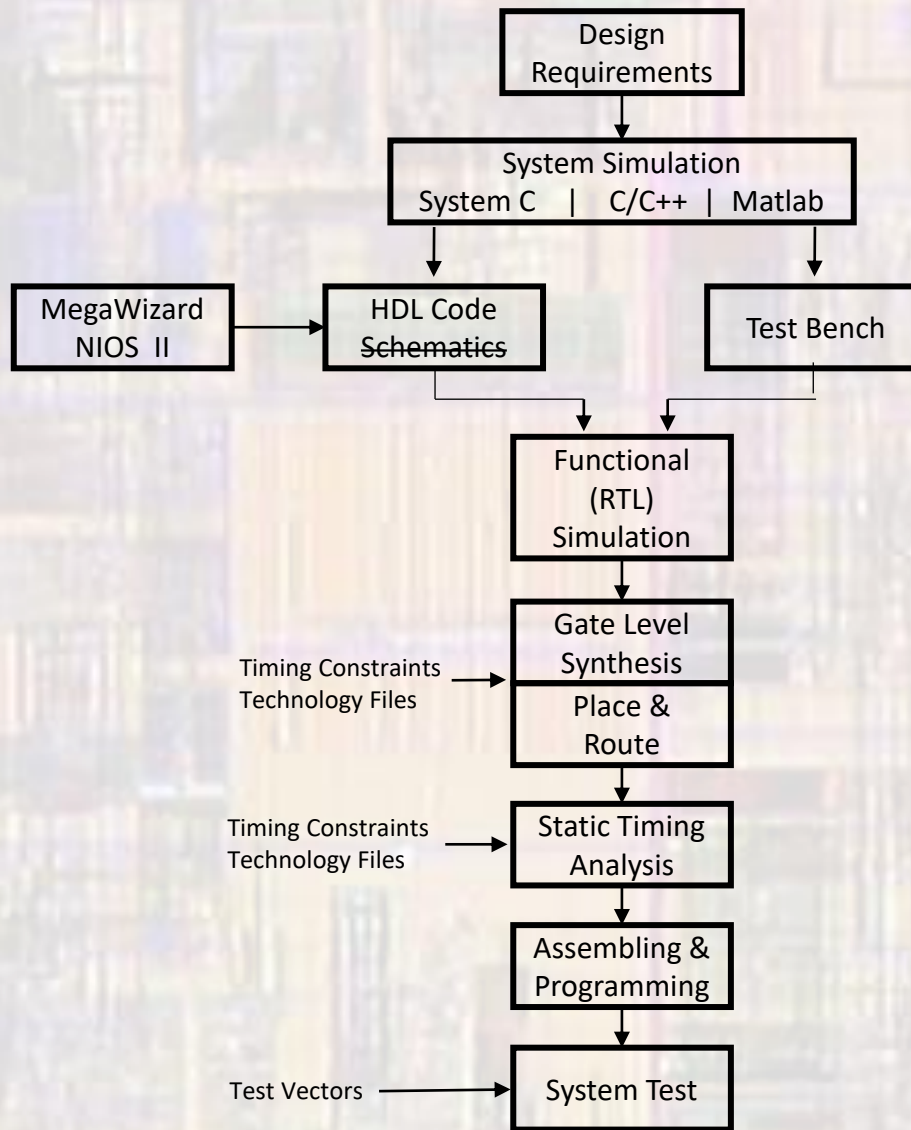 Design
Requirements
System Simulation
System C | C/C++ | Matlab
MegaWizard
NIOS II
HDL Code
Schematics
Test Bench
Functional
(RTL)
Simulation
Gate Level
Synthesis
Timing Constraints
Technology Files
Place &
Route
Timing Constraints
Technology Files
Static Timing
Analysis
Assembling &
Programming
Test Vectors
System Test